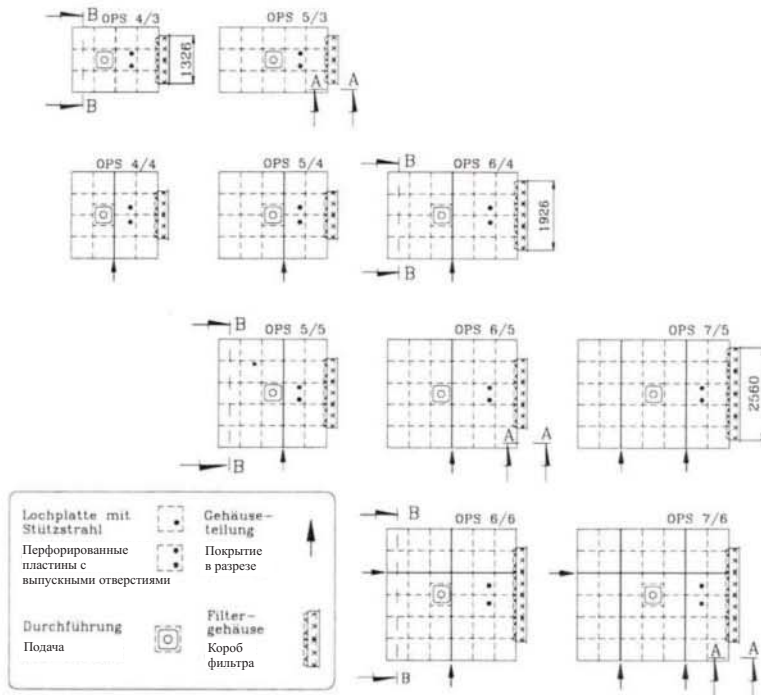 B OPS 4/3
OPS 5/3
1326
A A
B
OPS 4/4
OPS 5/4
B OPS 6/4
1926
B
B OPS 5/5
OPS 6/5
OPS 7/5
2560
A A
B
B OPS 6/6
OPS 7/6
A A
B
Lochplatte mit
Stützstrahl
Перфорированные
пластины с
выпускными отверстиями
Gehäuse-
teilung
Покрытие
в разрезе
Durchführung
Подача
Filter-
gehäuse
Короб
фильтра